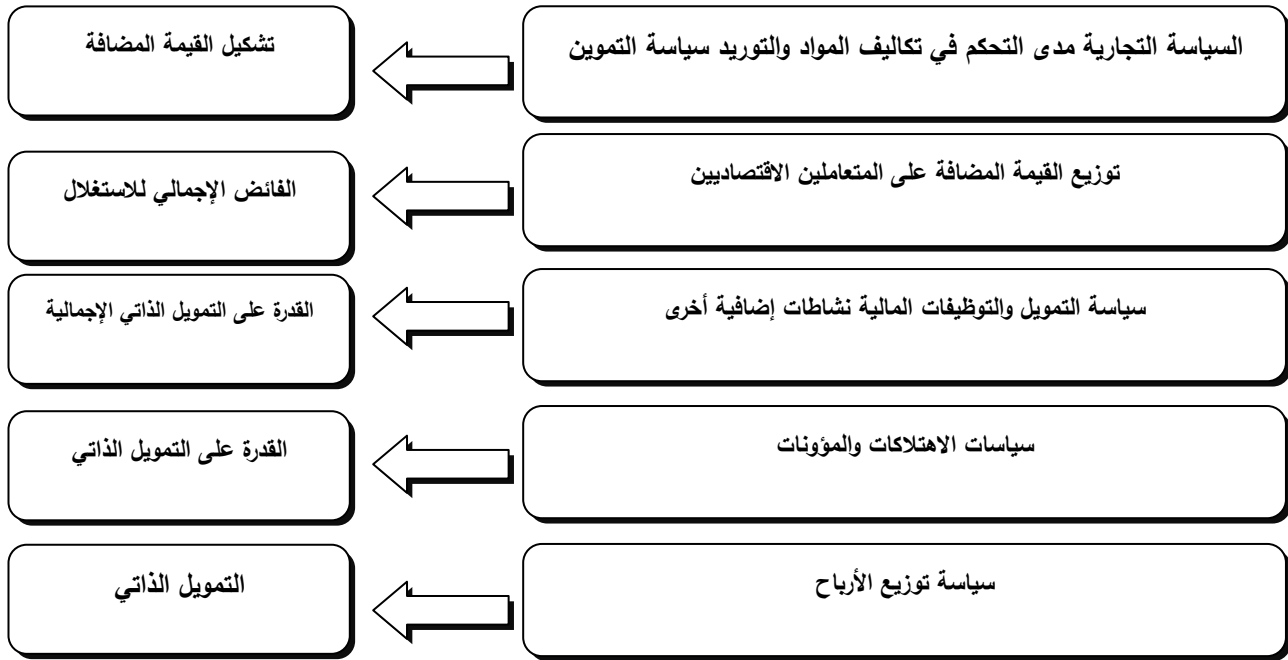 السياسة التجارية مدى التحكم في تكاليف المواد والتوريد سياسة التموين
تشكيل القيمة المضافة
توزيع القيمة المضافة على المتعاملين الاقتصاديين
الفائض الإجمالي للاستغلال
سياسة التمويل والتوظيفات المالية نشاطات إضافية أخرى
القدرة على التمويل الذاتي الإجمالية
سياسات الاهتلاكات والمؤونات
القدرة على التمويل الذاتي
سياسة توزيع الأرباح
التمويل الذاتي